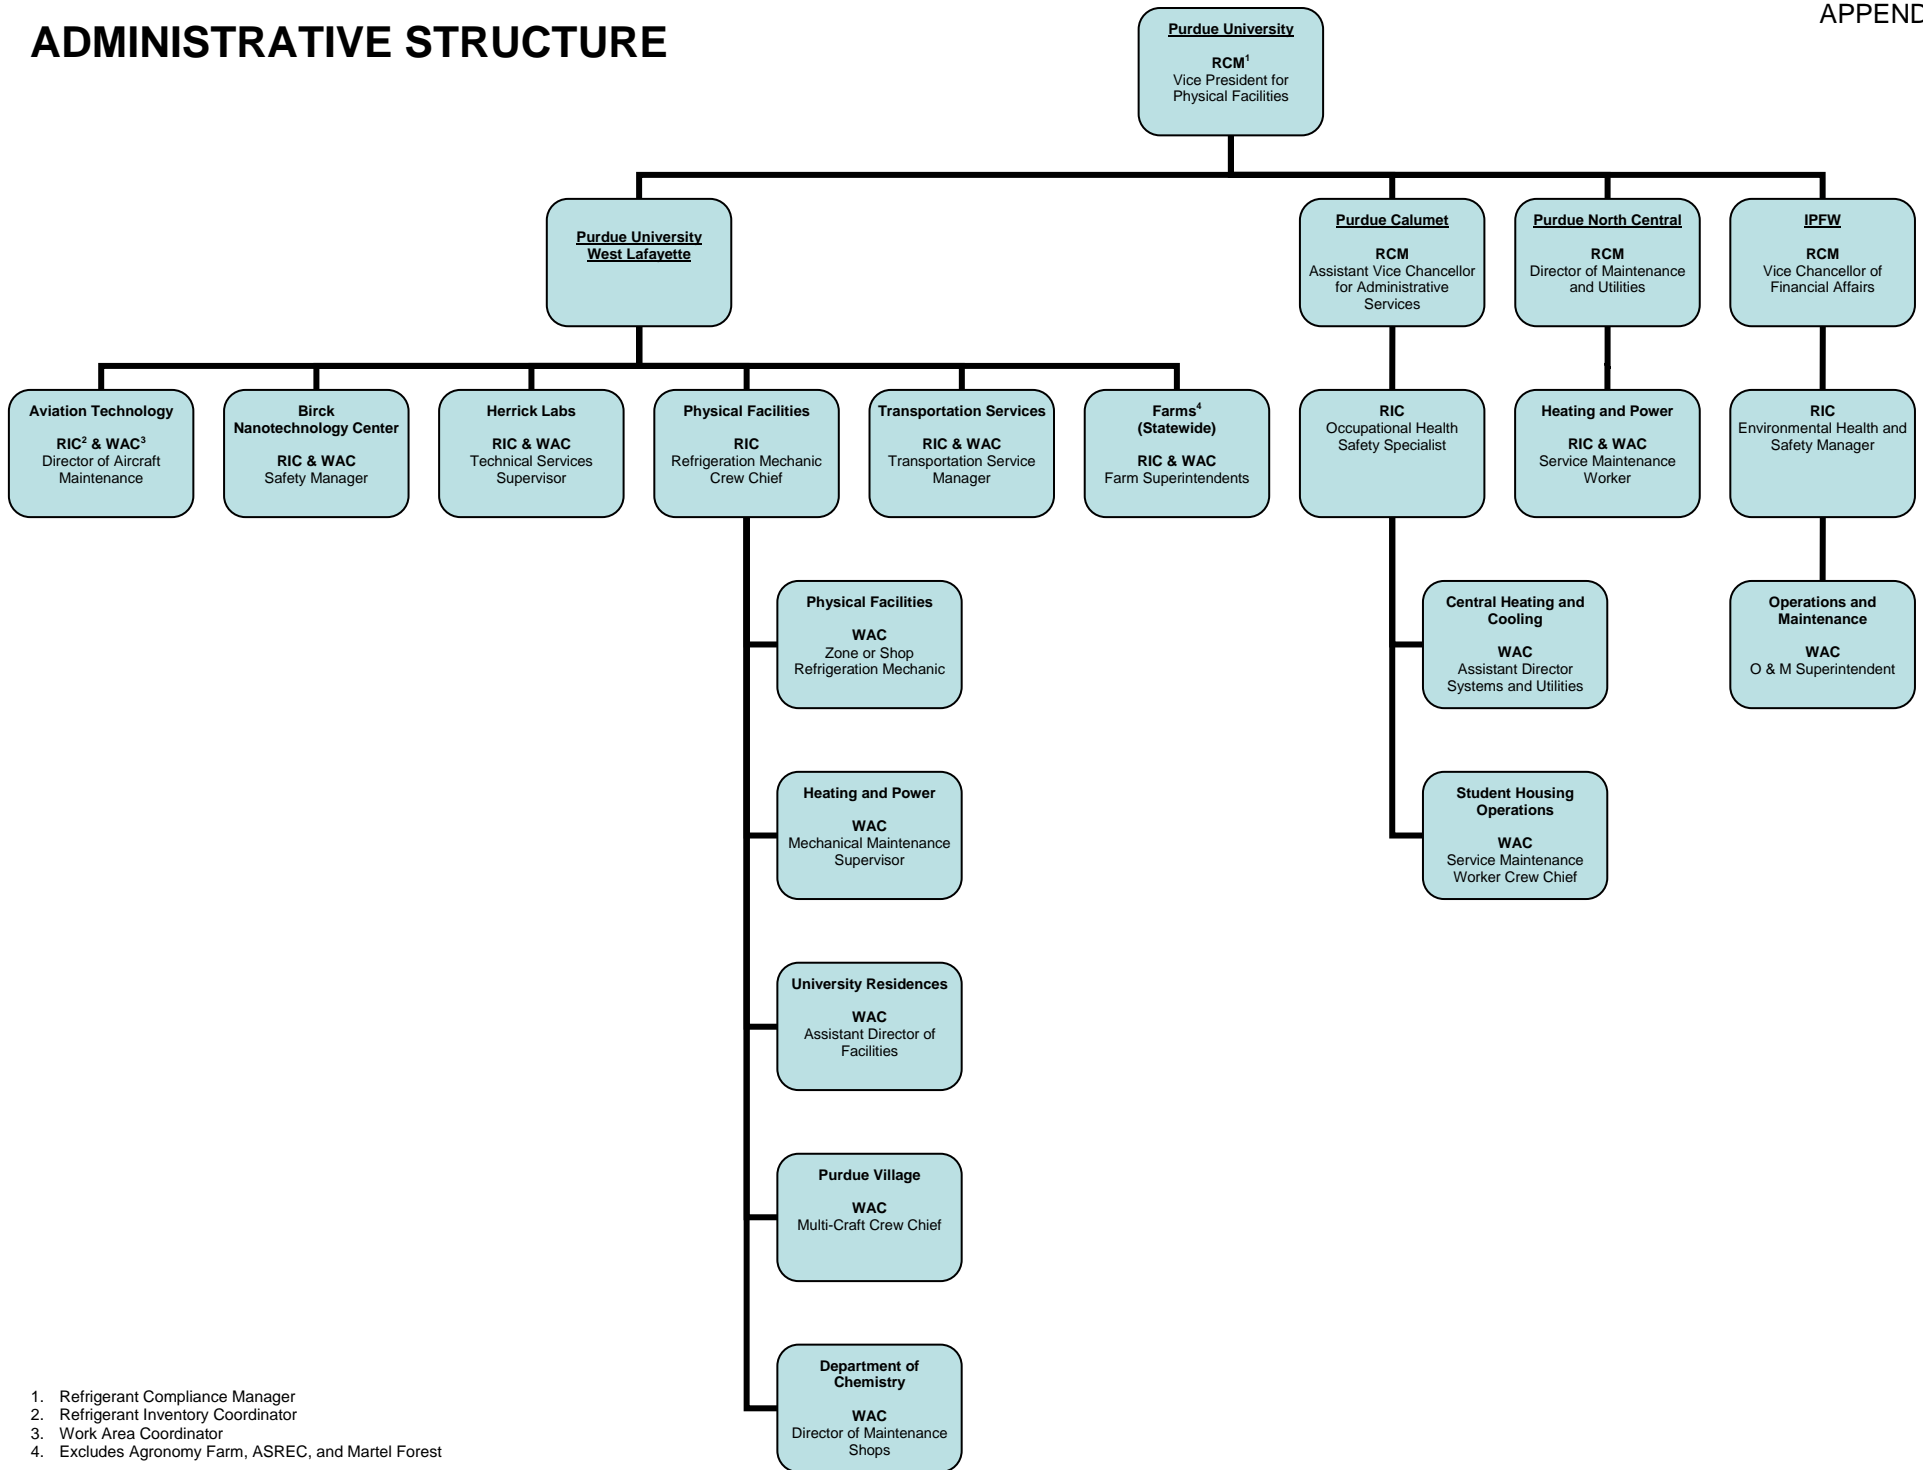 APPEND
ADMINISTRATIVE STRUCTURE
Purdue University
RCM1
Vice President for
Physical Facilities
Purdue University
West Lafayette
Purdue Calumet
RCM
Assistant Vice Chancellor
for Administrative
Services
Purdue North Central
RCM
Director of Maintenance
and Utilities
IPFW
RCM
Vice Chancellor of
Financial Affairs
Aviation Technology
RIC2 & WAC3
Director of Aircraft
Maintenance
Birck
Nanotechnology Center
RIC & WAC
Safety Manager
Herrick Labs
RIC & WAC
Technical Services
Supervisor
Physical Facilities
RIC
Refrigeration Mechanic
Crew Chief
Transportation Services
RIC & WAC
Transportation Service
Manager
Farms4
(Statewide)
RIC & WAC
Farm Superintendents
RIC
Occupational Health
Safety Specialist
Heating and Power
RIC & WAC
Service Maintenance
Worker
RIC
Environmental Health and
Safety Manager
Physical Facilities
WAC
Zone or Shop
Refrigeration Mechanic
Central Heating and
Cooling
WAC
Assistant Director
Systems and Utilities
Operations and
Maintenance
WAC
O & M Superintendent
Heating and Power
WAC
Mechanical Maintenance
Supervisor
Student Housing
Operations
WAC
Service Maintenance
Worker Crew Chief
University Residences
WAC
Assistant Director of
Facilities
Purdue Village
WAC
Multi-Craft Crew Chief
Department of
Chemistry
WAC
Director of Maintenance
Shops
1. Refrigerant Compliance Manager
2. Refrigerant Inventory Coordinator
3. Work Area Coordinator
4. Excludes Agronomy Farm, ASREC, and Martel Forest